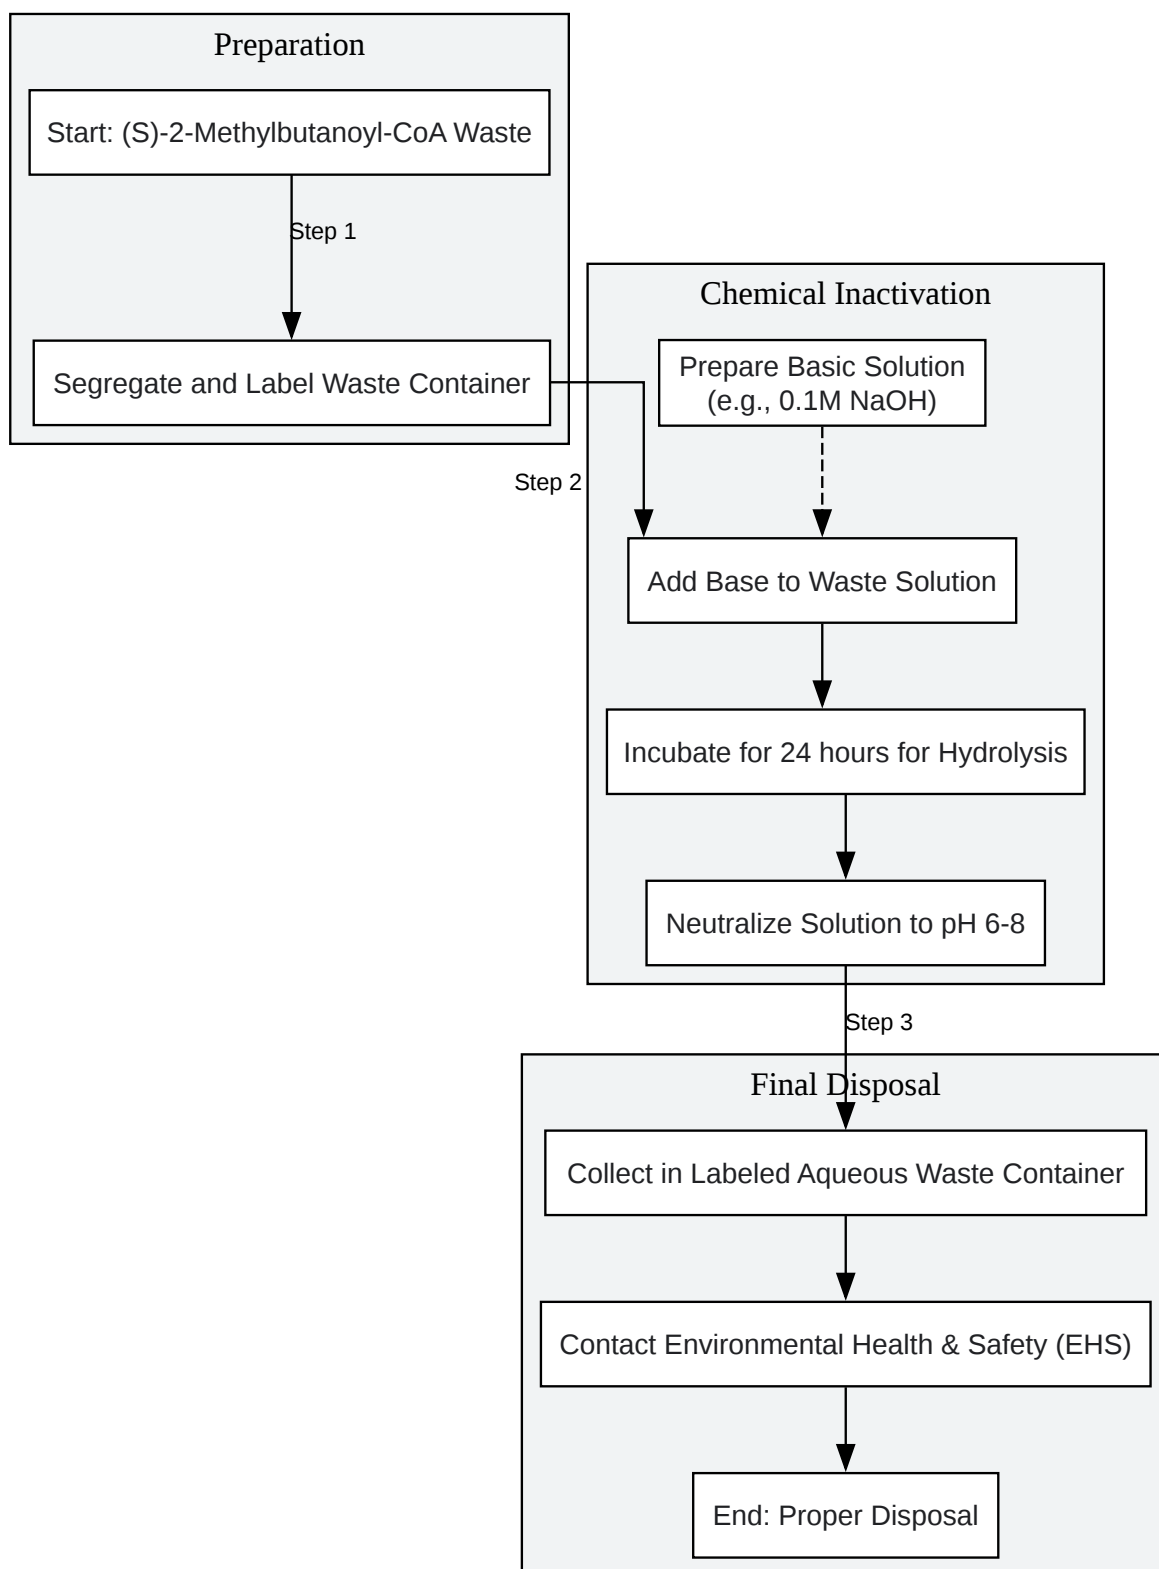 Preparation
Start: (S)-2-Methylbutanoyl-CoA Waste
Step 1
Segregate and Label Waste Container
Step 2
Chemical Inactivation
Prepare Basic Solution
(e.g., 0.1M NaOH)
Add Base to Waste Solution
Incubate for 24 hours for Hydrolysis
Neutralize Solution to pH 6-8
Step 3
Final Disposal
Collect in Labeled Aqueous Waste Container
Contact Environmental Health & Safety (EHS)
End: Proper Disposal